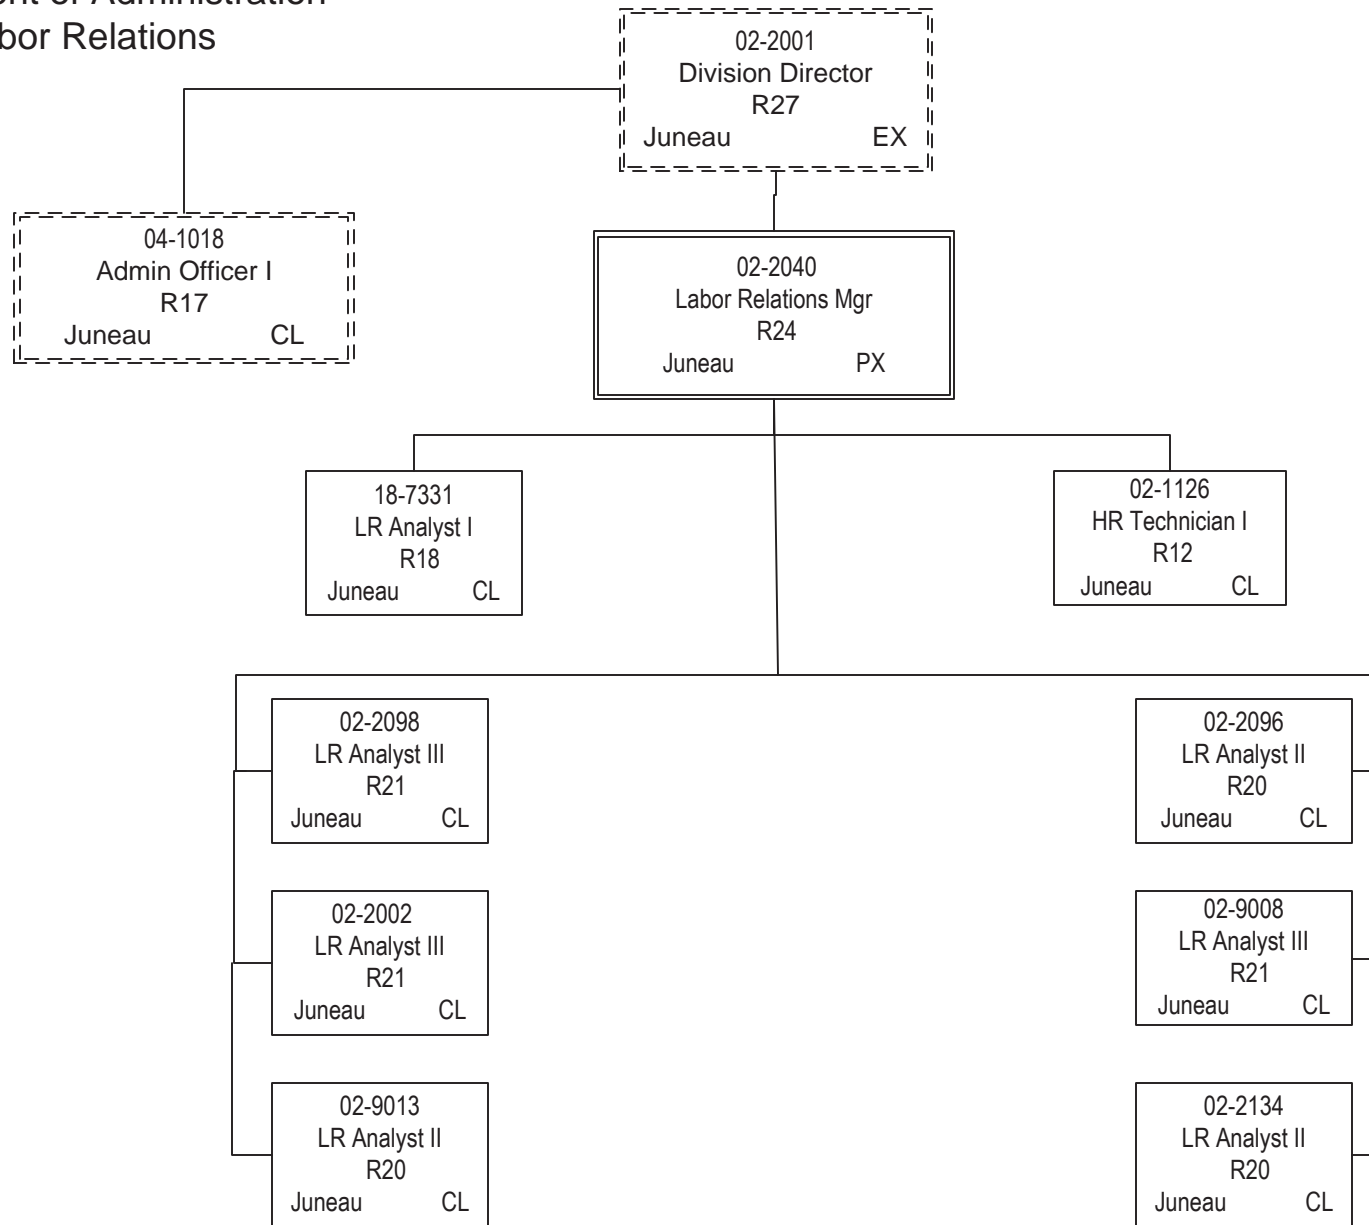 of Administration
Relations
02-2001
Division Director
R27
Juneau EX
04-1018
Admin Officer I
R17
Juneau CL
02-2040
Labor Relations Mgr
R24
Juneau PX
18-7331
LR Analyst I
R18
Juneau CL
02-1126
HR Technician I
R12
Juneau CL
02-2098
LR Analyst III
R21
Juneau CL
02-2096
LR Analyst II
R20
Juneau CL
02-2002
LR Analyst III
R21
Juneau CL
02-9008
LR Analyst III
R21
Juneau CL
02-9013
LR Analyst II
R20
Juneau CL
02-2134
LR Analyst II
R20
Juneau CL